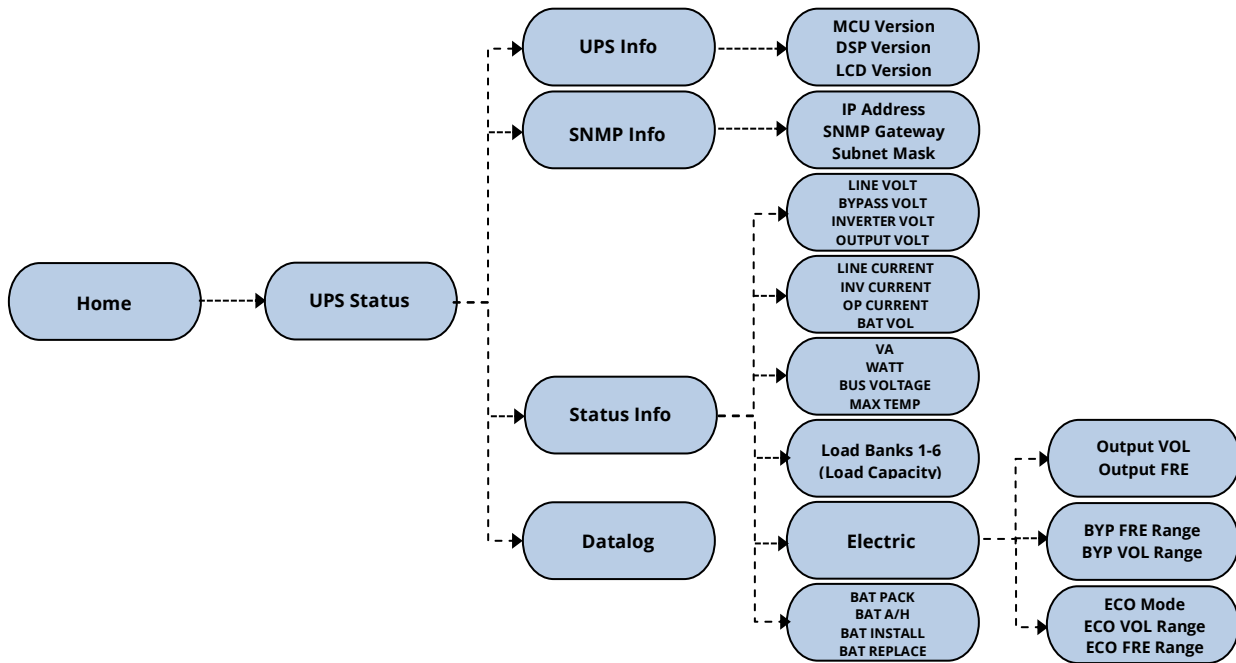 Home
UPS Status
UPS Info
MCU Version
DSP Version
LCD Version
SNMP Info
IP Address
SNMP Gateway
Subnet Mask
Status Info
LINE VOLT
BYPASS VOLT
INVERTER VOLT
OUTPUT VOLT
LINE CURRENT
INV CURRENT
OP CURRENT
BAT VOL
VA
WATT
BUS VOLTAGE
MAX TEMP
Load Banks 1-6
(Load Capacity)
Electric
Output VOL
Output FRE
BYP FRE Range
BYP VOL Range
ECO Mode
ECO VOL Range
ECO FRE Range
BAT PACK
BAT A/H
BAT INSTALL
BAT REPLACE
Datalog